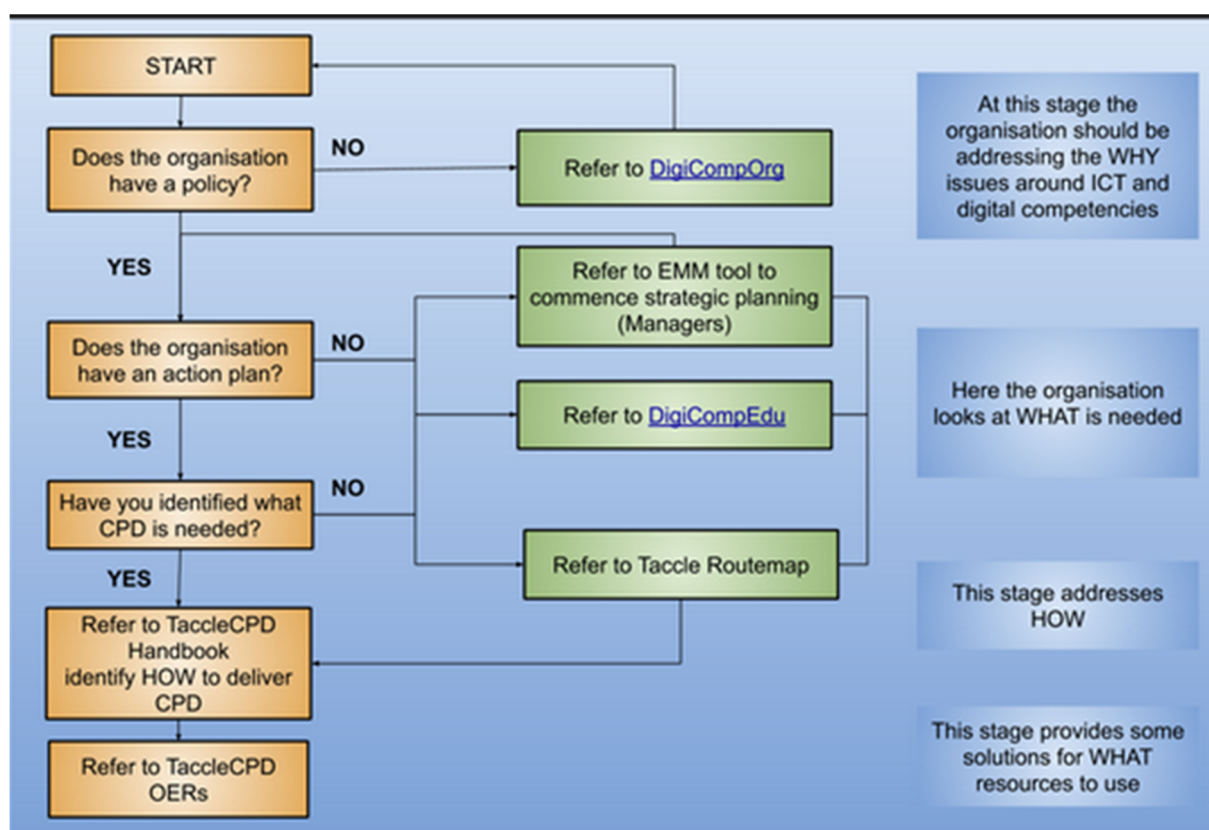 START
Does the organisation
have a policy?
NO
Refer to DigiCompOrg
At this stage the
organisation should be
addressing the WHY
issues around ICT and
digital competencies
YES
Refer to EMM tool to
commence strategic planning
(Managers)
Does the organisation
have an action plan?
NO
Refer to DigiCompEdu
Here the organisation
looks at WHAT is needed
YES
Have you identified what
CPD is needed?
NO
Refer to Taccle Routemap
This stage addresses
HOW
YES
Refer to TaccleCPD
Handbook
identify HOW to deliver
CPD
Refer to TaccleCPD
OERs
This stage provides some
solutions for WHAT
resources to use